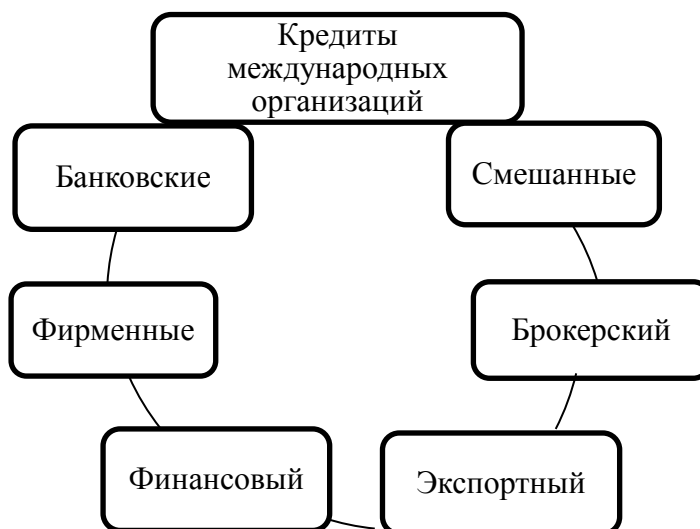 Кредиты
международных
организаций
Банковские
Смешанные
Фирменные
Брокерский
Финансовый
Экспортный